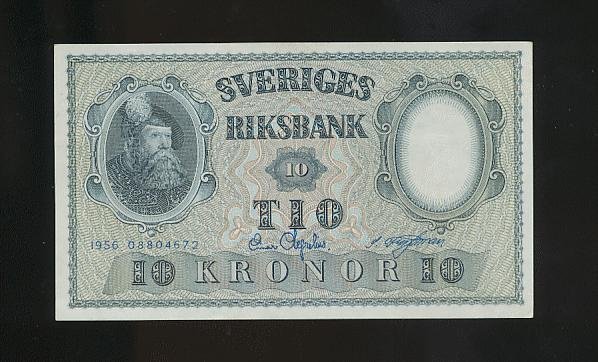 SVERIGES
RIKSBANK
10
TIO
1956 08804672
10 KRONOR 10